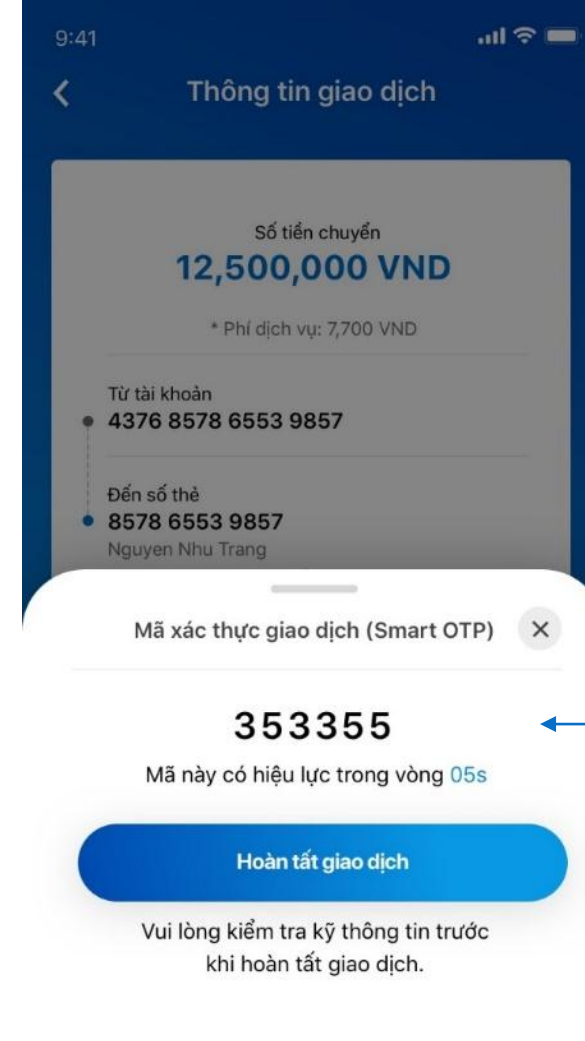 9:41
Thông tin giao dịch
Số tiền chuyển
12,500,000 VND
* Phí dịch vụ: 7,700 VND
Từ tài khoản
4376 8578 6553 9857
Đến số thẻ
8578 6553 9857
Nguyen Nhu Trang
Mã xác thực giao dịch (Smart OTP)
353355
Mã này có hiệu lực trong vòng 05s
Hoàn tất giao dịch
Vui lòng kiểm tra kỹ thông tin trước
khi hoàn tất giao dịch.